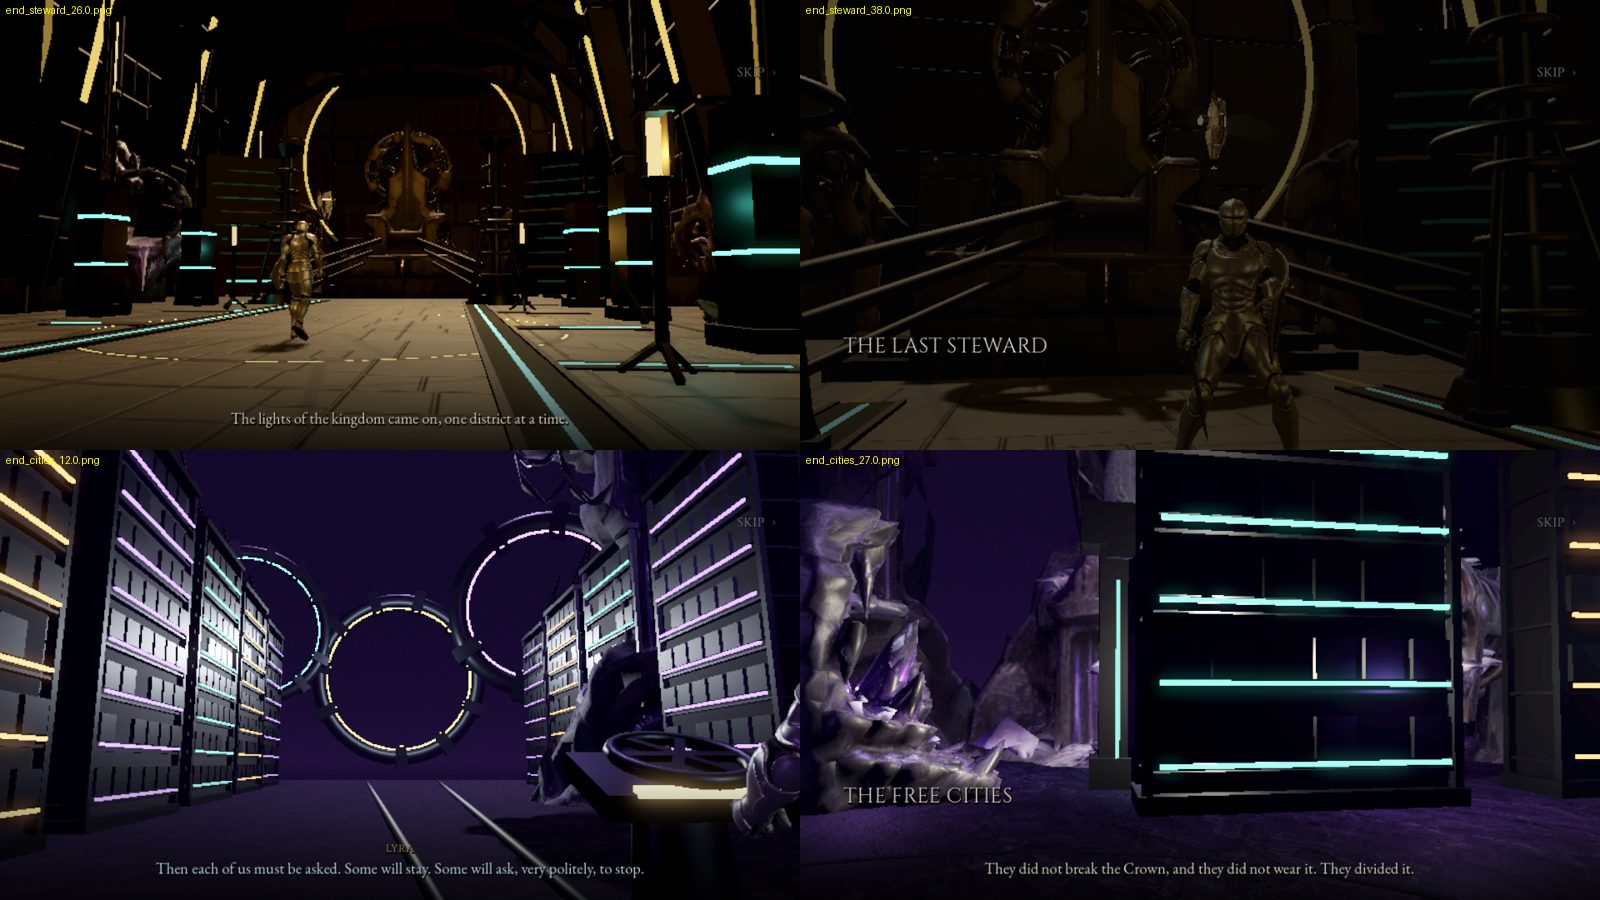 end_steward_26.0.png
SKIP ›
The lights of the kingdom came on, one district at a time.
end_steward_38.0.png
SKIP ›
THE LAST STEWARD
end_cities_12.0.png
SKIP ›
LYRA
Then each of us must be asked. Some will stay. Some will ask, very politely, to stop.
end_cities_27.0.png
SKIP ›
THE FREE CITIES
They did not break the Crown, and they did not wear it. They divided it.